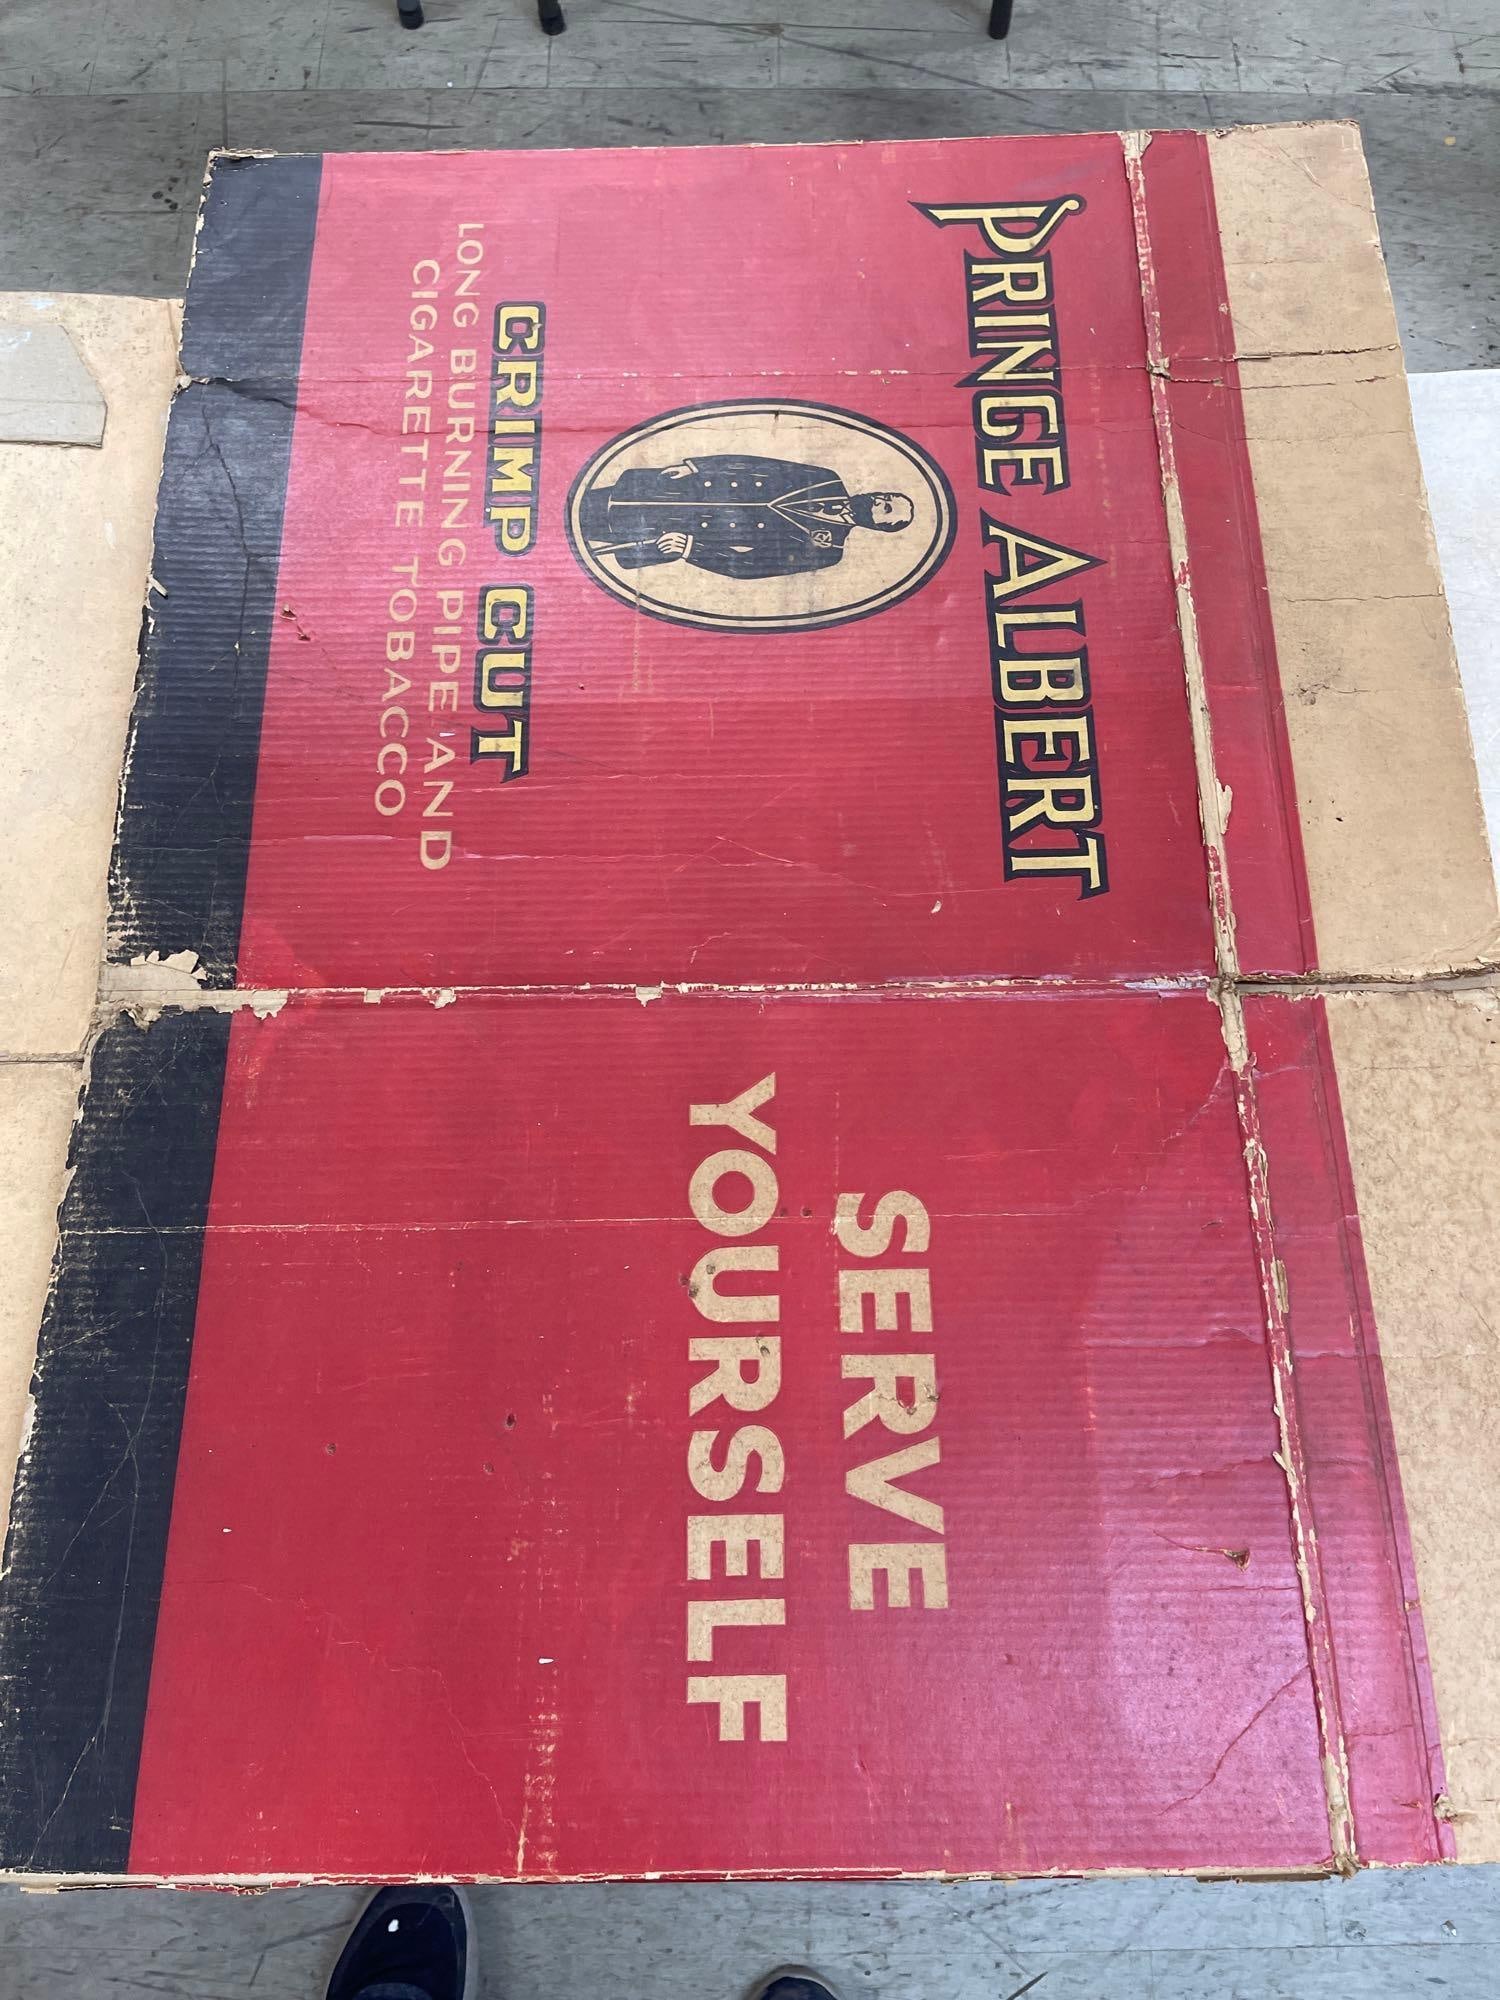 PRINCE ALBERT
CRIMP CUT
LONG BURNING PIPE AND
CIGARETTE TOBACCO
SERVE
YOURSELF